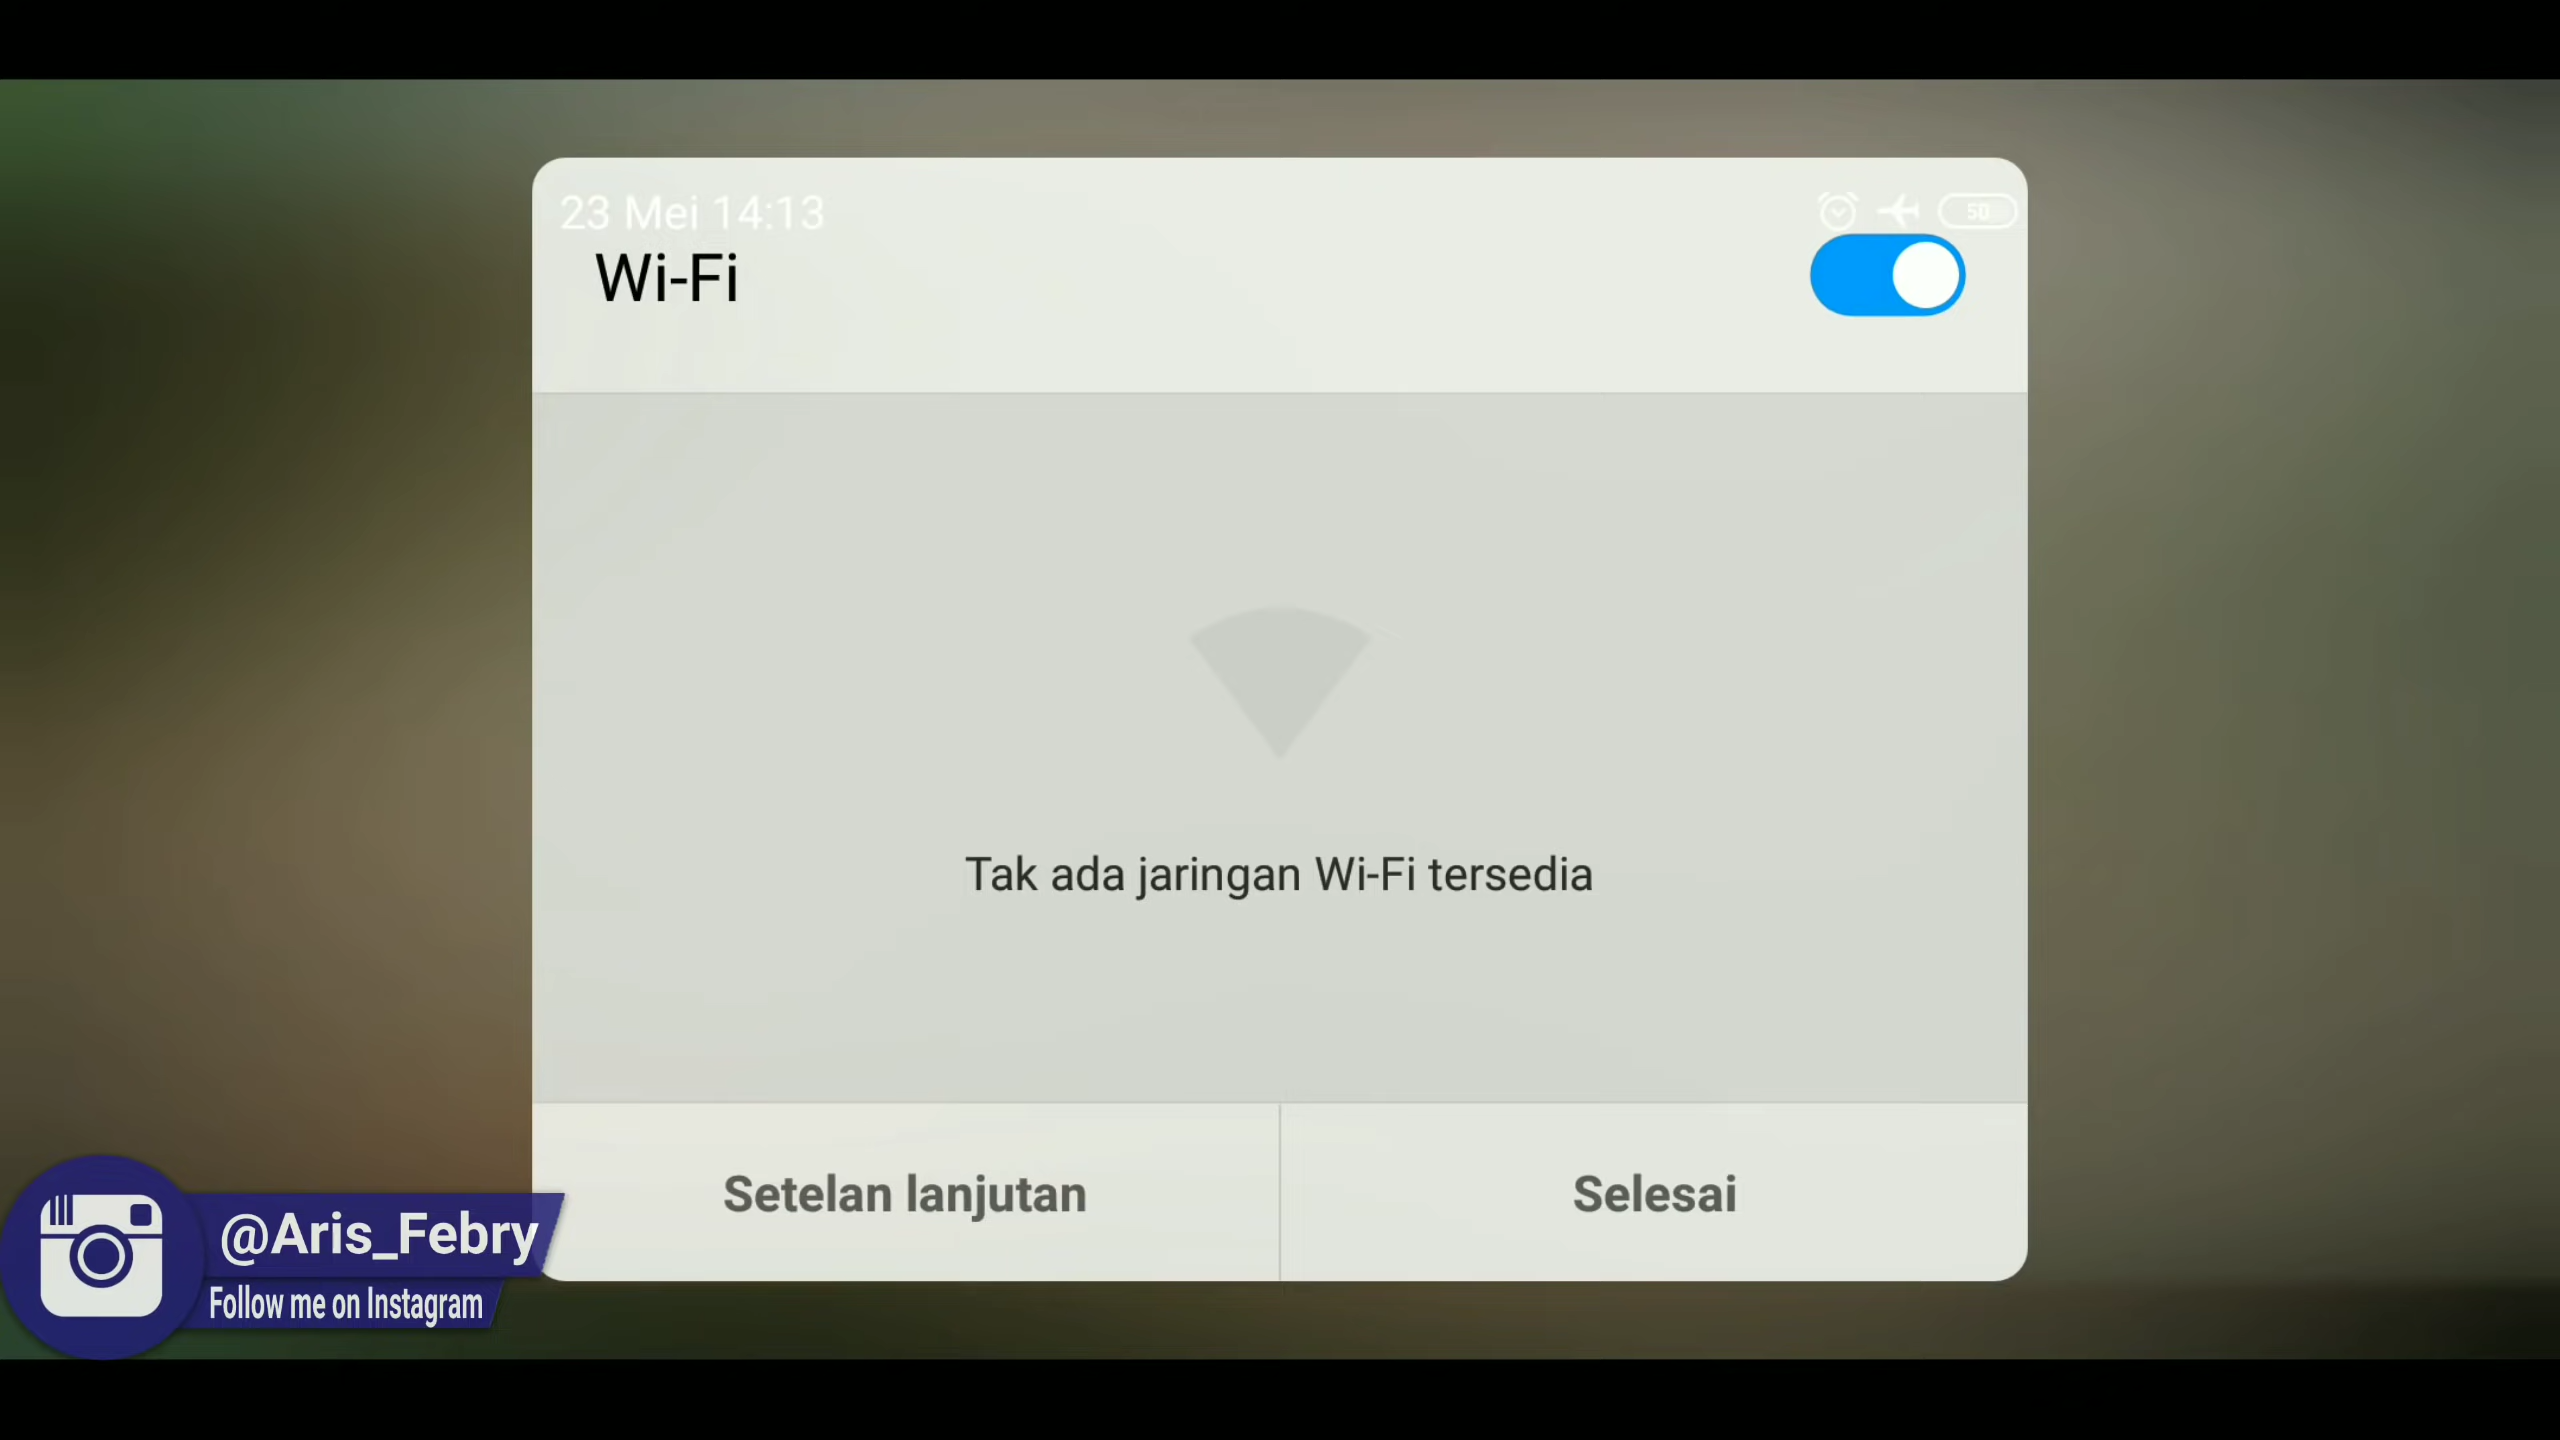 23 Mei 14:13
50
Wi-Fi
Tak ada jaringan Wi-Fi tersedia
Setelan lanjutan
Selesai
@Aris_Febry
Follow me on Instagram